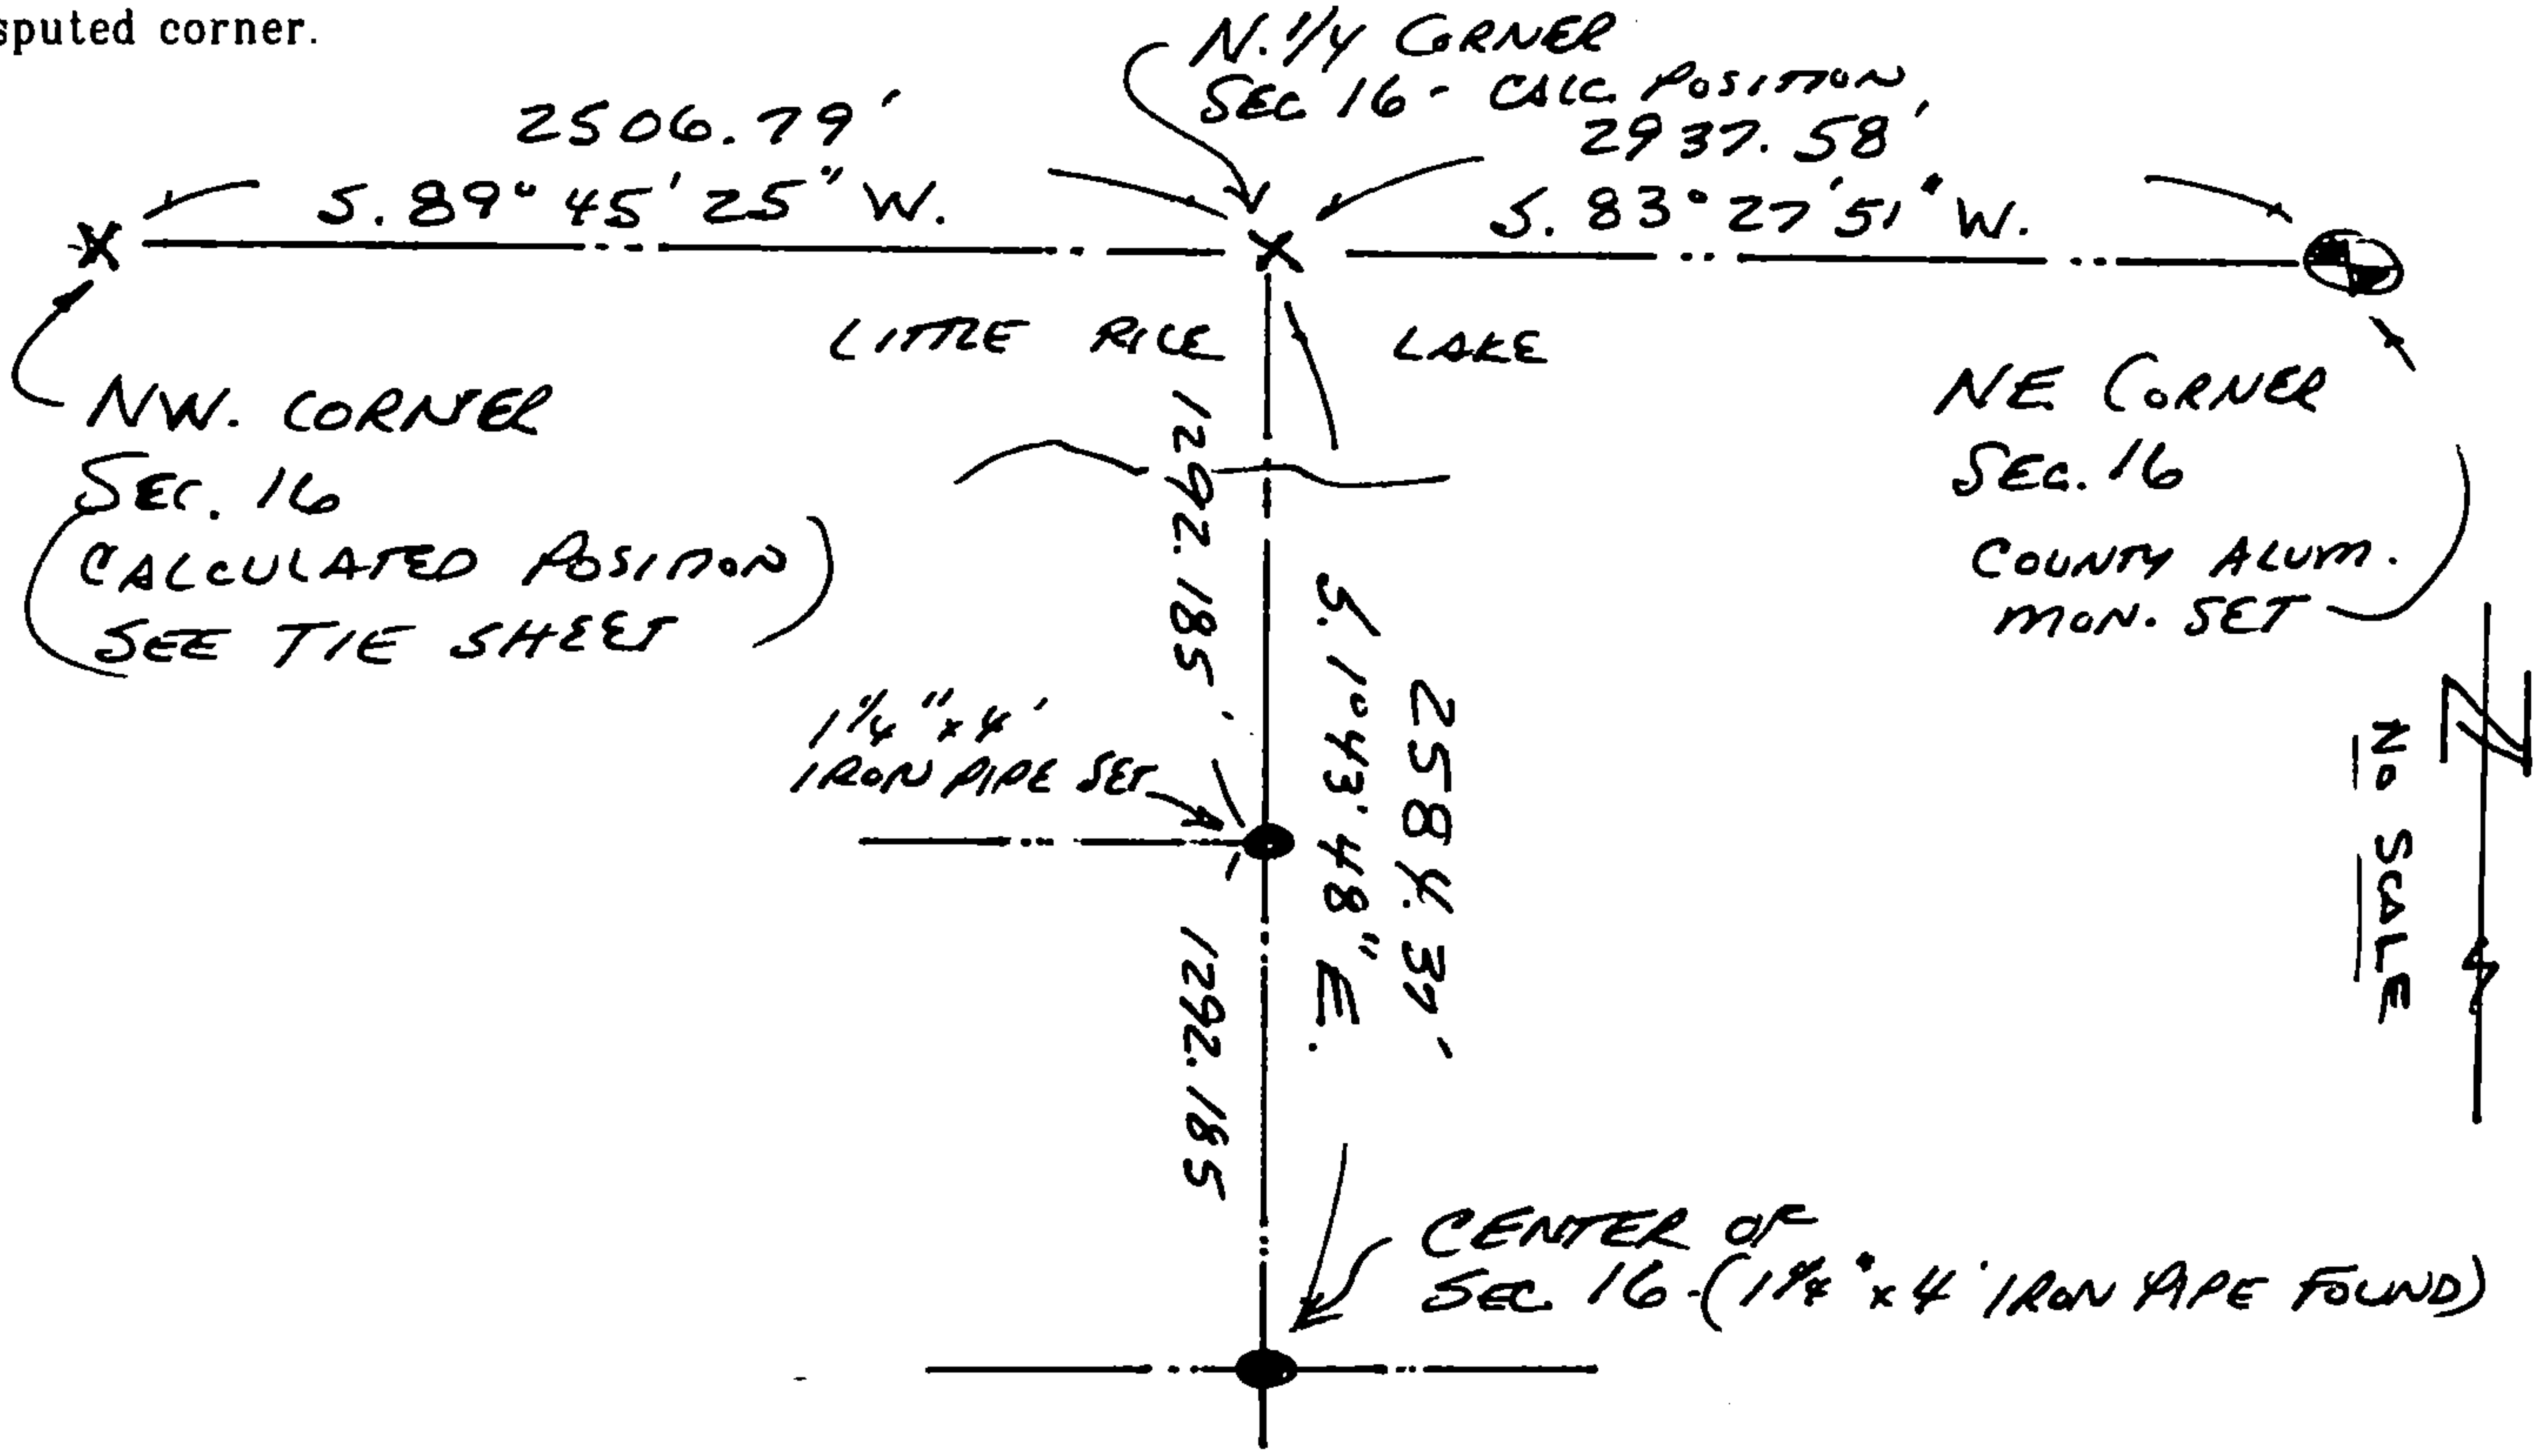 sputed corner.
N. 1/4 CORNER
SEC 16 - CALC. POSITION
2506.79'
S. 89° 45' 25" W.
2937.58'
S. 83° 27' 51" W.
LITTLE RICE LAKE
NW. CORNER
SEC. 16
(CALCULATED POSITION
SEE TIE SHEET)
NE CORNER
SEC. 16
COUNTY ALUM.
MON. SET
1292.185'
S. 1° 43' 48" E.
2584.37'
1 1/4" x 4'
IRON PIPE SET
N
NO SCALE
1292.185
CENTER OF
SEC. 16 - (1 1/4" x 4' IRON PIPE FOUND)